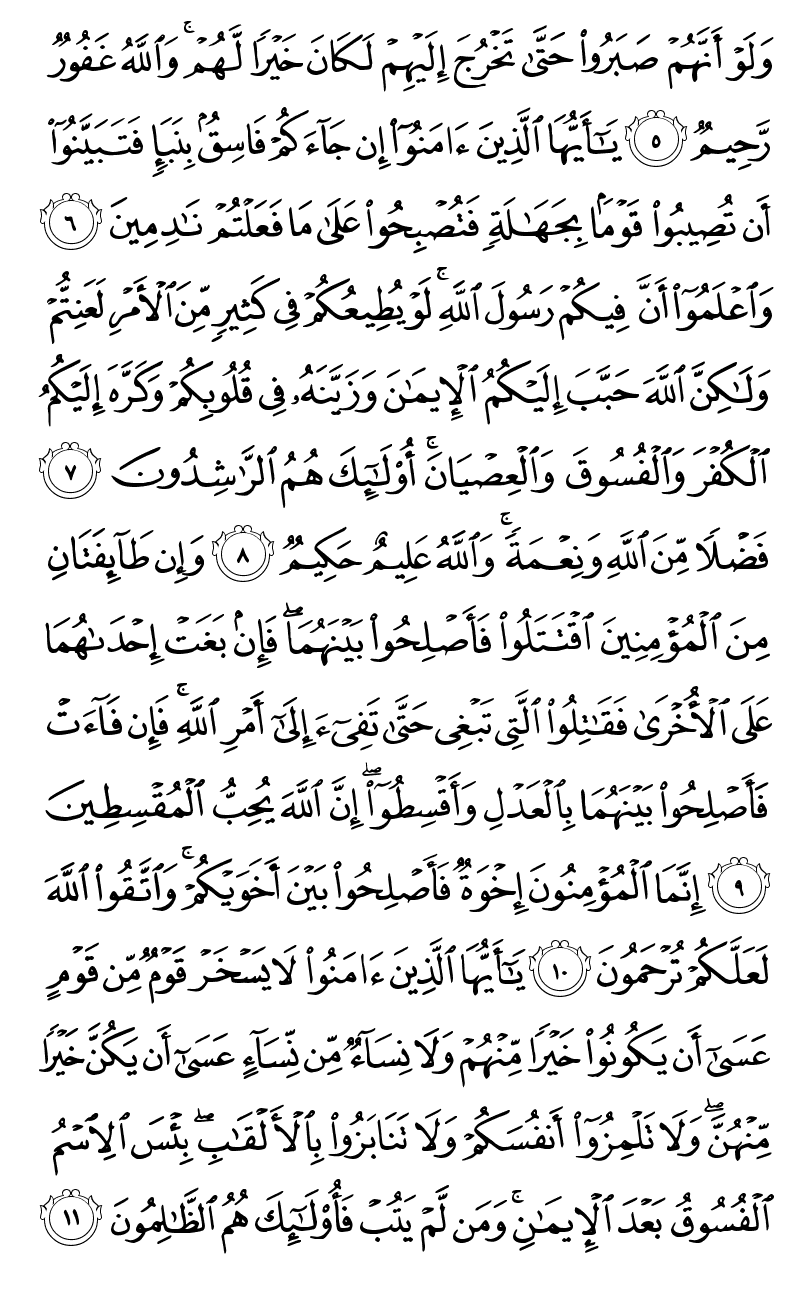 وَلَوْ أَنَّهُمْ صَبَرُوا۟ حَتَّىٰ تَخْرُجَ إِلَيْهِمْ لَكَانَ خَيْرًا لَّهُمْ ۚ وَٱللَّهُ غَفُورٌ
رَّحِيمٌ ٥ يَـٰٓأَيُّهَا ٱلَّذِينَ ءَامَنُوٓا۟ إِن جَآءَكُمْ فَاسِقٌۢ بِنَبَإٍ فَتَبَيَّنُوٓا۟
أَن تُصِيبُوا۟ قَوْمًۢا بِجَهَـٰلَةٍ فَتُصْبِحُوا۟ عَلَىٰ مَا فَعَلْتُمْ نَـٰدِمِينَ ٦
وَٱعْلَمُوٓا۟ أَنَّ فِيكُمْ رَسُولَ ٱللَّهِ ۚ لَوْ يُطِيعُكُمْ فِى كَثِيرٍ مِّنَ ٱلْأَمْرِ لَعَنِتُّمْ
وَلَـٰكِنَّ ٱللَّهَ حَبَّبَ إِلَيْكُمُ ٱلْإِيمَـٰنَ وَزَيَّنَهُۥ فِى قُلُوبِكُمْ وَكَرَّهَ إِلَيْكُمُ
ٱلْكُفْرَ وَٱلْفُسُوقَ وَٱلْعِصْيَانَ ۚ أُو۟لَـٰٓئِكَ هُمُ ٱلرَّٰشِدُونَ ٧
فَضْلًا مِّنَ ٱللَّهِ وَنِعْمَةً ۚ وَٱللَّهُ عَلِيمٌ حَكِيمٌ ٨ وَإِن طَآئِفَتَانِ
مِنَ ٱلْمُؤْمِنِينَ ٱقْتَتَلُوا۟ فَأَصْلِحُوا۟ بَيْنَهُمَا ۖ فَإِنۢ بَغَتْ إِحْدَىٰهُمَا
عَلَى ٱلْأُخْرَىٰ فَقَـٰتِلُوا۟ ٱلَّتِى تَبْغِى حَتَّىٰ تَفِىٓءَ إِلَىٰٓ أَمْرِ ٱللَّهِ ۚ فَإِن فَآءَتْ
فَأَصْلِحُوا۟ بَيْنَهُمَا بِٱلْعَدْلِ وَأَقْسِطُوٓا۟ ۖ إِنَّ ٱللَّهَ يُحِبُّ ٱلْمُقْسِطِينَ
٩ إِنَّمَا ٱلْمُؤْمِنُونَ إِخْوَةٌ فَأَصْلِحُوا۟ بَيْنَ أَخَوَيْكُمْ ۚ وَٱتَّقُوا۟ ٱللَّهَ
لَعَلَّكُمْ تُرْحَمُونَ ١٠ يَـٰٓأَيُّهَا ٱلَّذِينَ ءَامَنُوا۟ لَا يَسْخَرْ قَوْمٌ مِّن قَوْمٍ
عَسَىٰٓ أَن يَكُونُوا۟ خَيْرًا مِّنْهُمْ وَلَا نِسَآءٌ مِّن نِّسَآءٍ عَسَىٰٓ أَن يَكُنَّ خَيْرًا
مِّنْهُنَّ ۖ وَلَا تَلْمِزُوٓا۟ أَنفُسَكُمْ وَلَا تَنَابَزُوا۟ بِٱلْأَلْقَـٰبِ ۖ بِئْسَ ٱلِٱسْمُ
ٱلْفُسُوقُ بَعْدَ ٱلْإِيمَـٰنِ ۚ وَمَن لَّمْ يَتُبْ فَأُو۟لَـٰٓئِكَ هُمُ ٱلظَّـٰلِمُونَ ١١